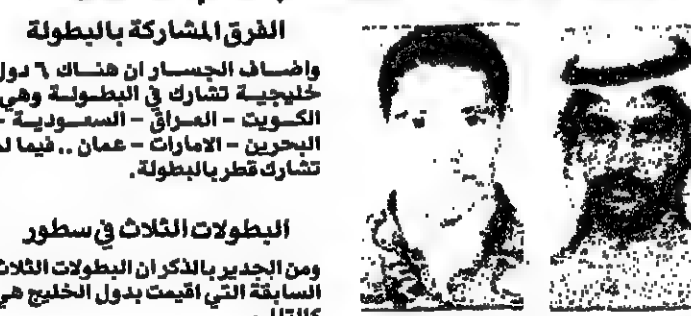 الفرق المشاركة بالبطولة
واضاف الجسار ان هناك ٦ دول
خليجية تشارك في البطولة وهي
الكويت - العراق - السعودية -
البحرين - الامارات - عمان .. فيما لم
تشارك قطر بالبطولة.
البطولات الثلاث في سطور
ومن الجدير بالذكر ان البطولات الثلاث
السابقة التي اقيمت بدول الخليج هي